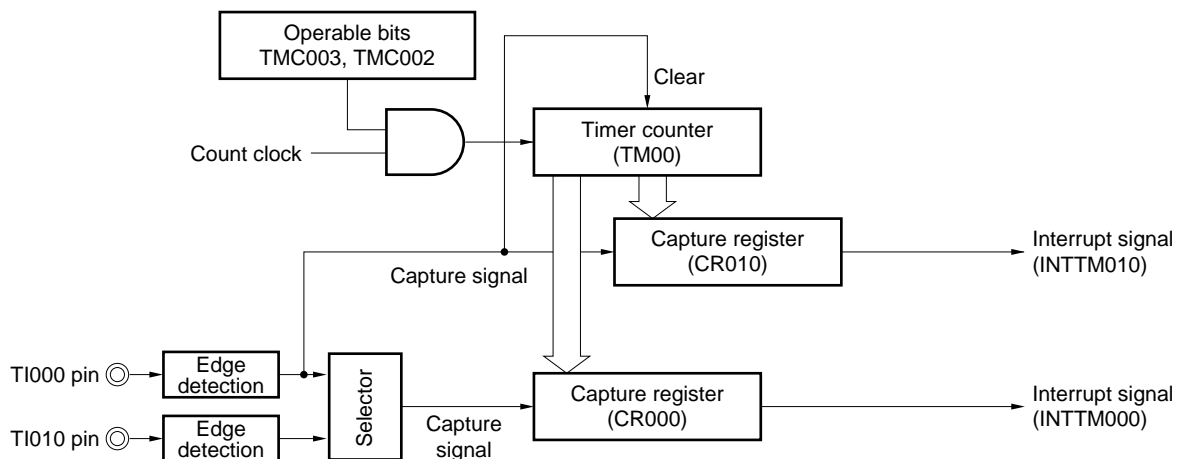 Operable bits
TMC003, TMC002
Clear
Timer counter
(TM00)
Count clock
Capture register
(CR010)
Interrupt signal
(INTTM010)
Capture signal
TI000 pin
Edge
detection
Selector
Capture register
(CR000)
Interrupt signal
(INTTM000)
TI010 pin
Edge
detection
Capture
signal